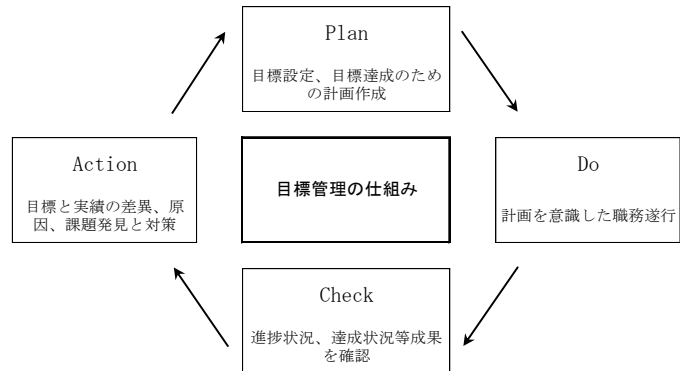 Plan
目標設定、目標達成のため
の計画作成
Action
目標と実績の差異、原
因、課題発見と対策
目標管理の仕組み
Do
計画を意識した職務遂行
Check
進捗状況、達成状況等成果
を確認